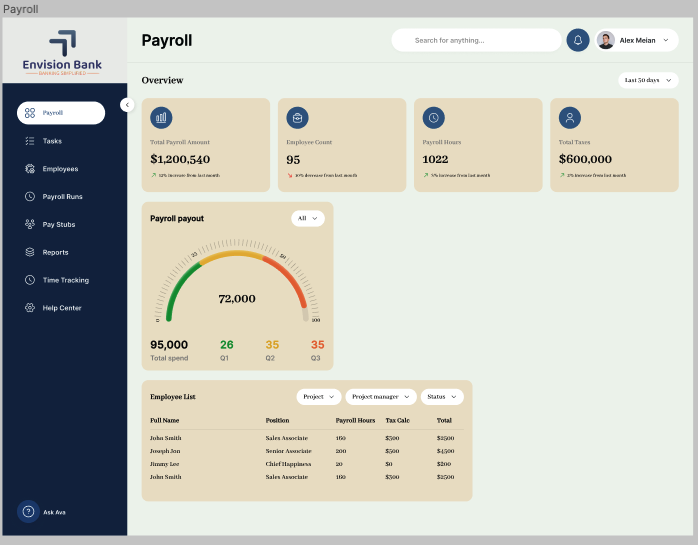 Payroll
Envision Bank
BANKING SIMPLIFIED
Payroll
Tasks
Employees
Payroll Runs
Pay Stubs
Reports
Time Tracking
Help Center
Ask Ava
Payroll
Search for anything...
Alex Meian
Overview
Last 30 days
Total Payroll Amount
$1,200,540
12% increase from last month
Employee Count
95
10% decrease from last month
Payroll Hours
1022
3% increase from last month
Total Taxes
$600,000
2% increase from last month
Payroll payout
All
0
25
50
100
72,000
95,000 26 35 35
Total spend Q1 Q2 Q3
Employee List
Project Project manager Status
Full Name Position Payroll Hours Tax Calc Total
John Smith Sales Associate 160 $300 $2500
Joseph Jon Senior Associate 200 $500 $4500
Jimmy Lee Chief Happiness 20 $0 $200
John Smith Sales Associate 160 $300 $2500